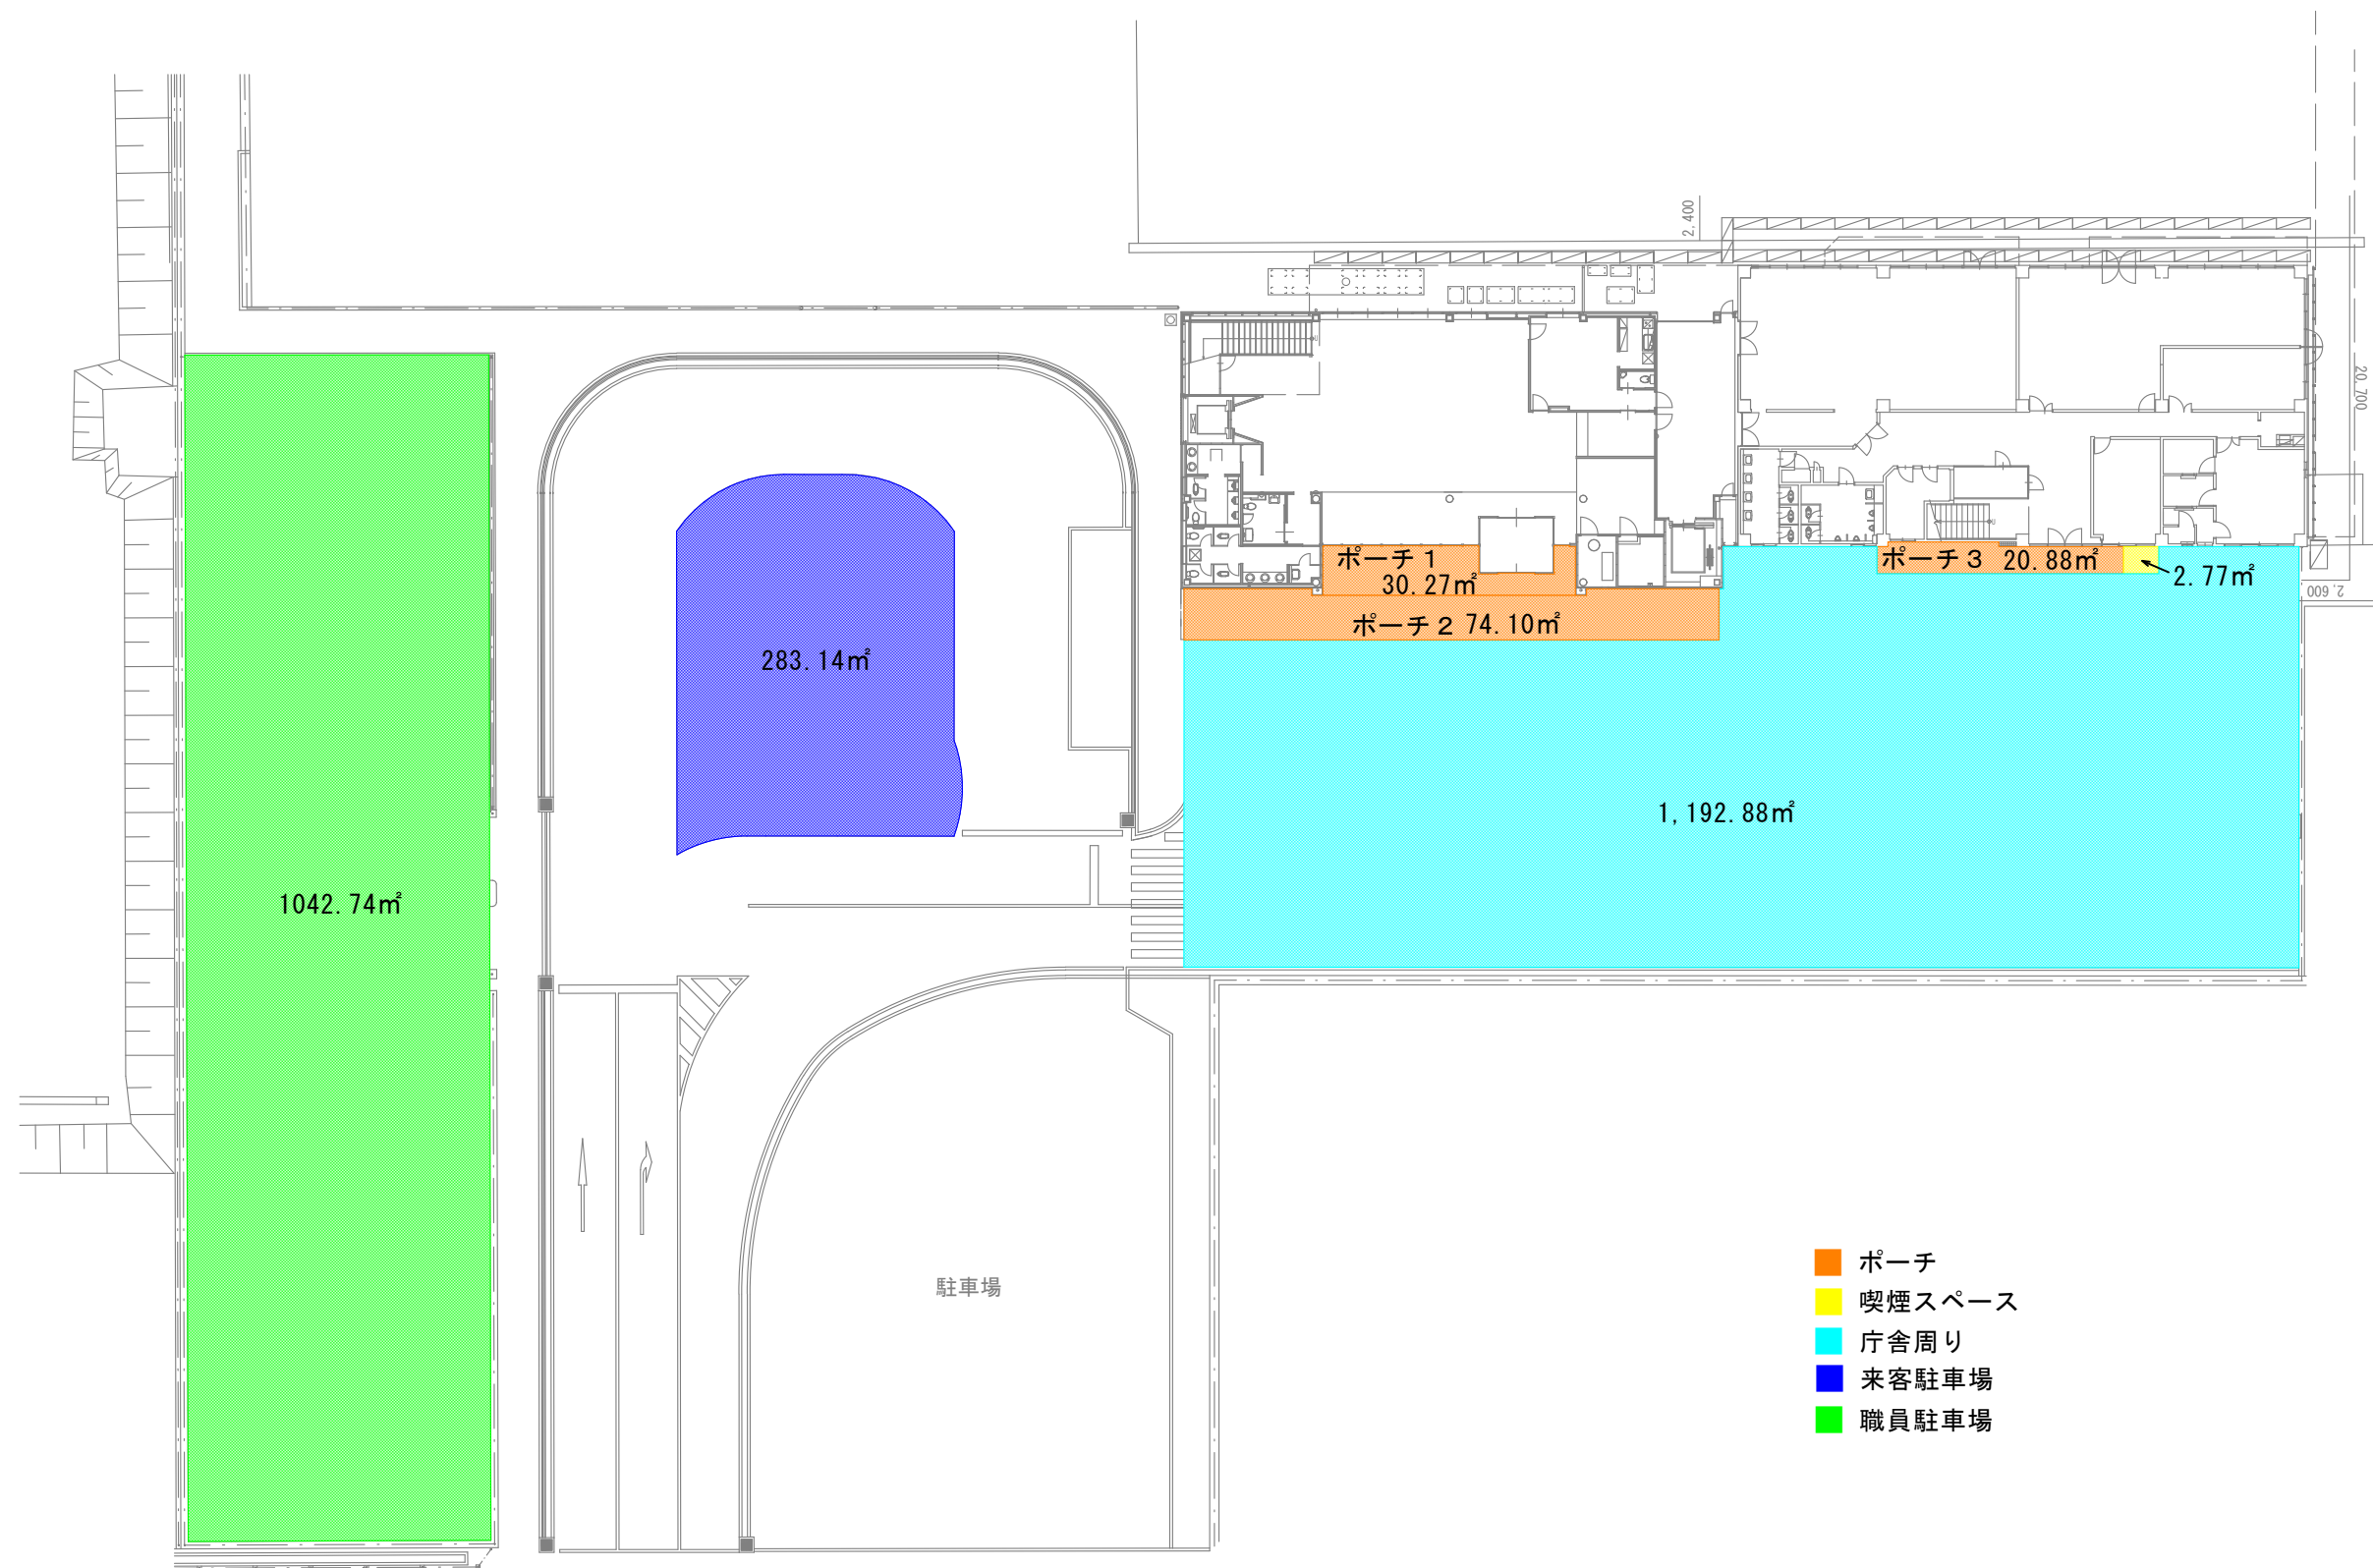 2,400
20,700
ポーチ1
30.27㎡
ポーチ3 20.88㎡
2.77㎡
2,600
ポーチ2 74.10㎡
283.14㎡
1,192.88㎡
1042.74㎡
駐車場
ポーチ
喫煙スペース
庁舎周り
来客駐車場
職員駐車場